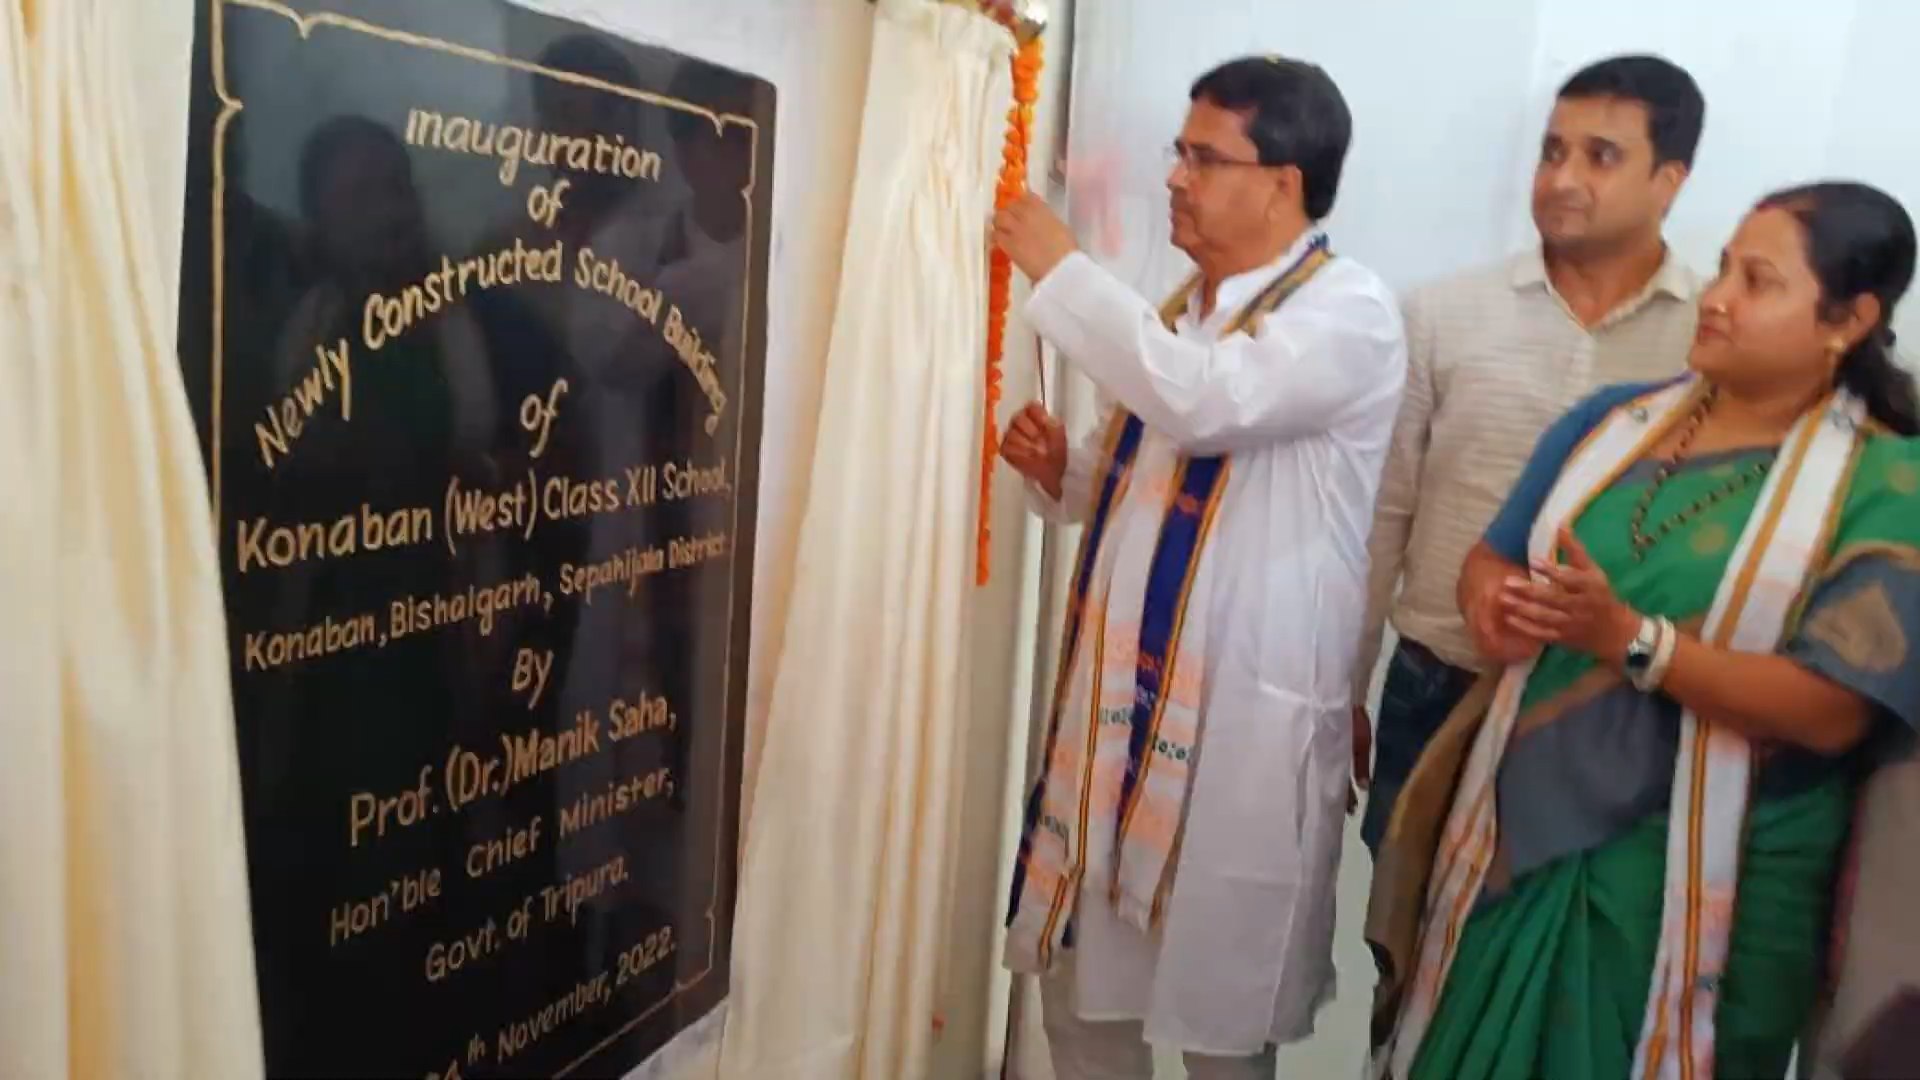 Inauguration
of
Newly Constructed School Building
of
Konaban (West) Class XII School,
Konaban, Bishalgarh, Sepahijala District
By
Prof. (Dr.) Manik Saha,
Hon'ble Chief Minister,
Govt. of Tripura.
th November, 2022.